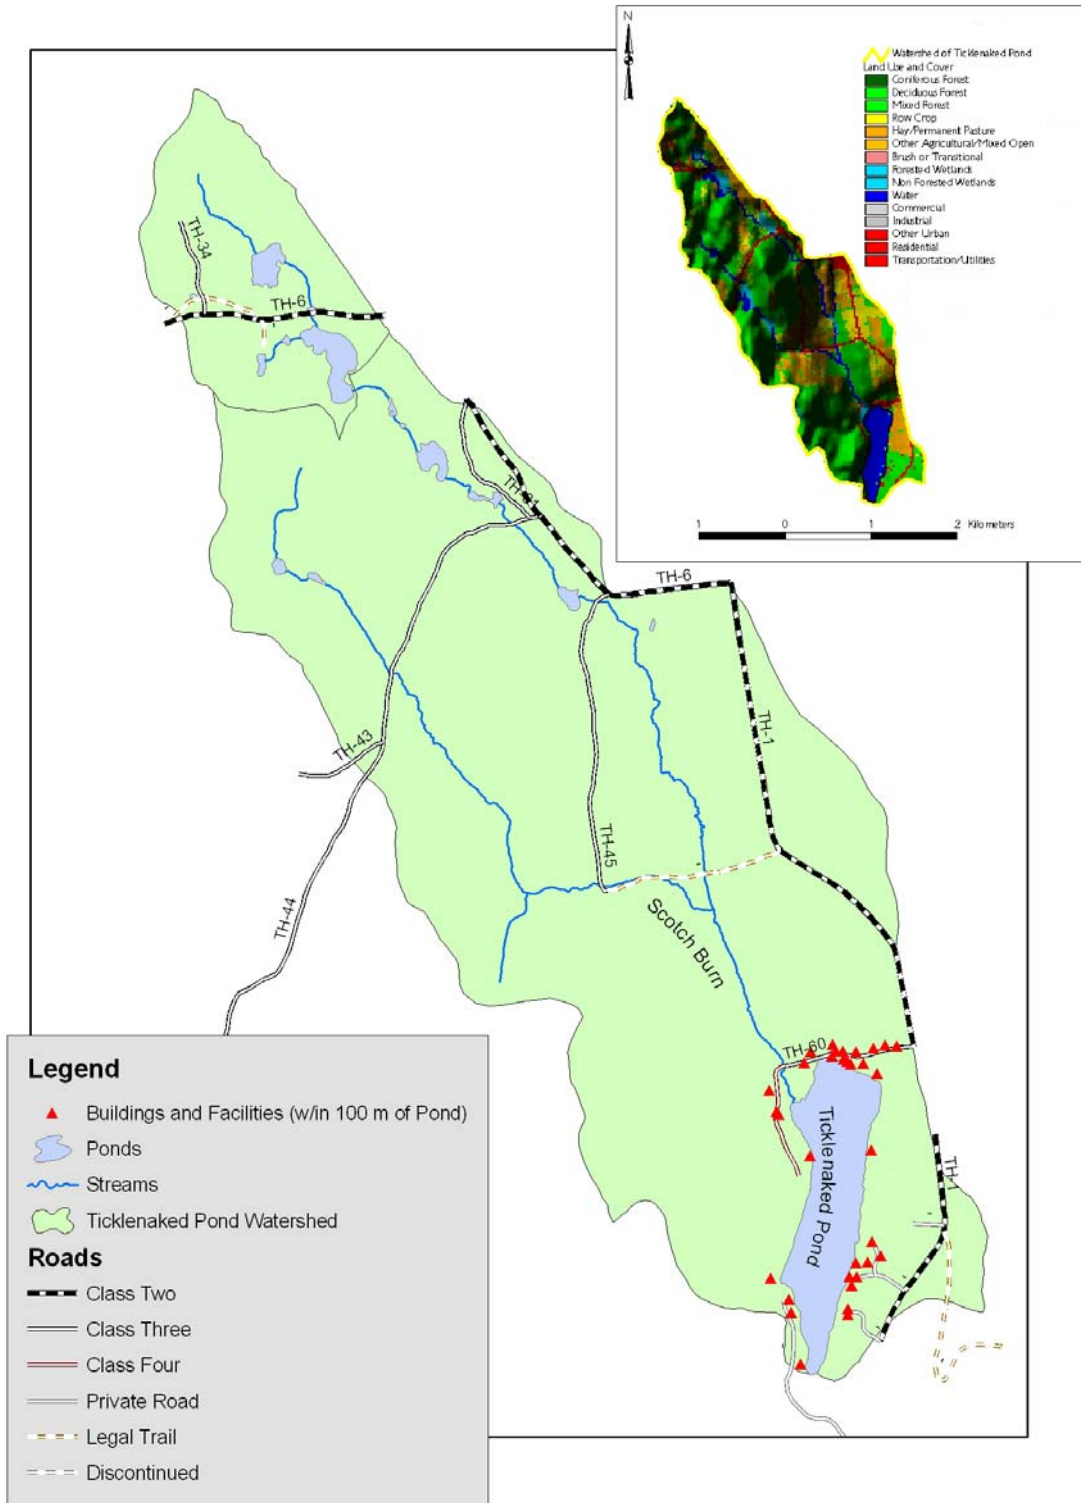 N
Watershed of Ticklenaked Pond
Land Use and Cover
Coniferous Forest
Deciduous Forest
Mixed Forest
Row Crop
Hay/Permanent Pasture
Other Agricultural/Mixed Open
Brush or Transitional
Forested Wetlands
Non Forested Wetlands
Water
Commercial
Industrial
Other Urban
Residential
Transportation/Utilities
1 0 1 2 Kilometers
TH-34
TH-6
TH-6
TH-1
TH-43
TH-45
TH-44
Scotch Burn
TH-60
Ticklenaked Pond
TH-1
Legend
Buildings and Facilities (w/in 100 m of Pond)
Ponds
Streams
Ticklenaked Pond Watershed
Roads
Class Two
Class Three
Class Four
Private Road
Legal Trail
Discontinued